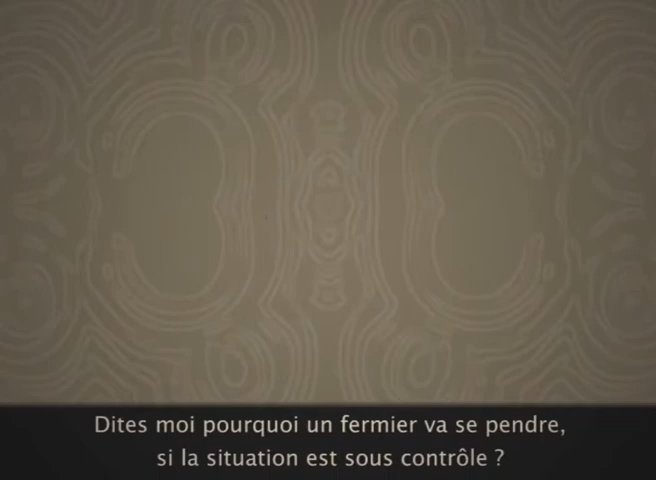 Dites moi pourquoi un fermier va se pendre,
si la situation est sous contrôle ?